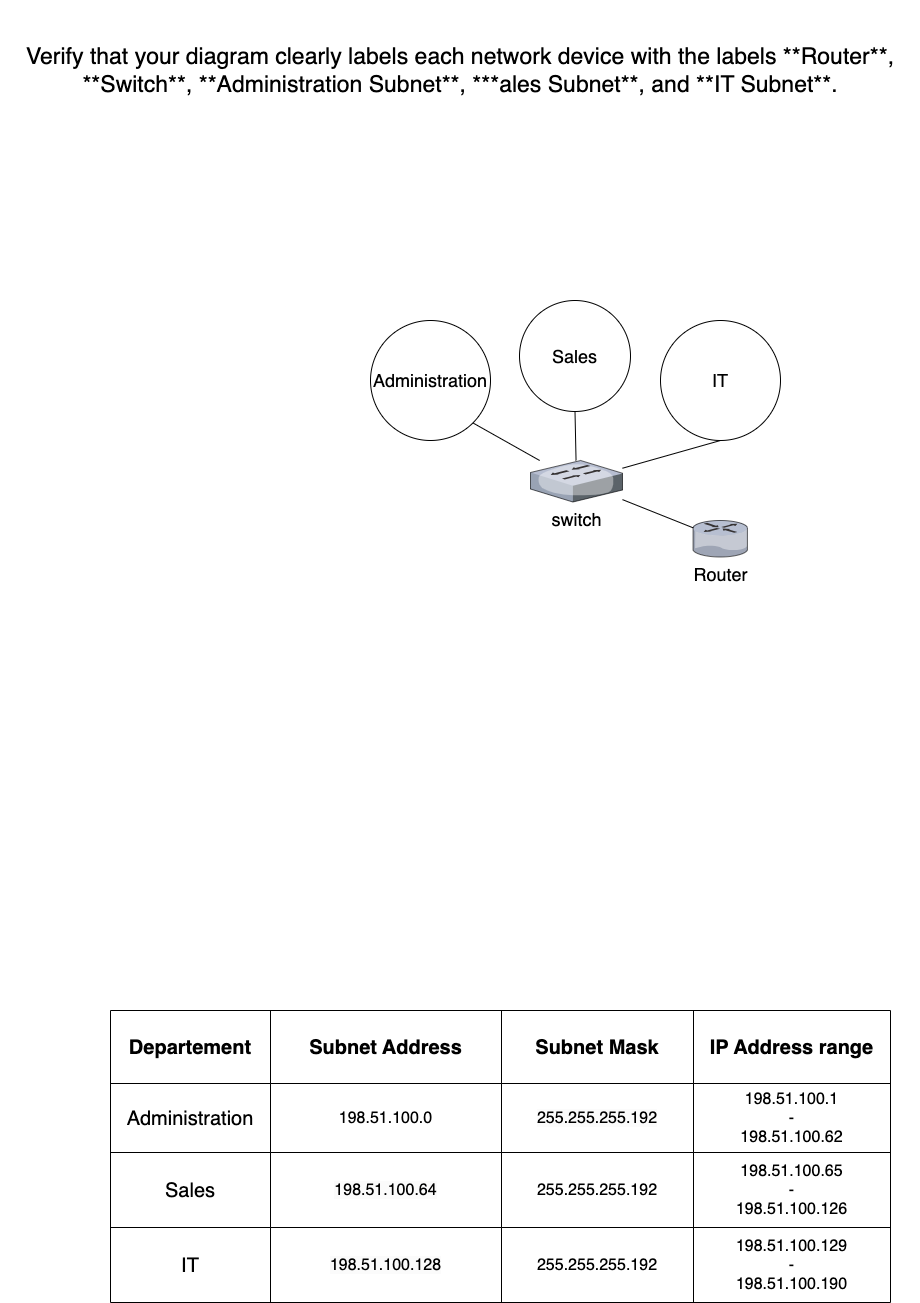 Verify that your diagram clearly labels each network device with the labels **Router**,
**Switch**, **Administration Subnet**, ***ales Subnet**, and **IT Subnet**.
Administration
Sales
IT
switch
Router
Departement Subnet Address Subnet Mask IP Address range
Administration 198.51.100.0 255.255.255.192 198.51.100.1
-
198.51.100.62
Sales 198.51.100.64 255.255.255.192 198.51.100.65
-
198.51.100.126
IT 198.51.100.128 255.255.255.192 198.51.100.129
-
198.51.100.190